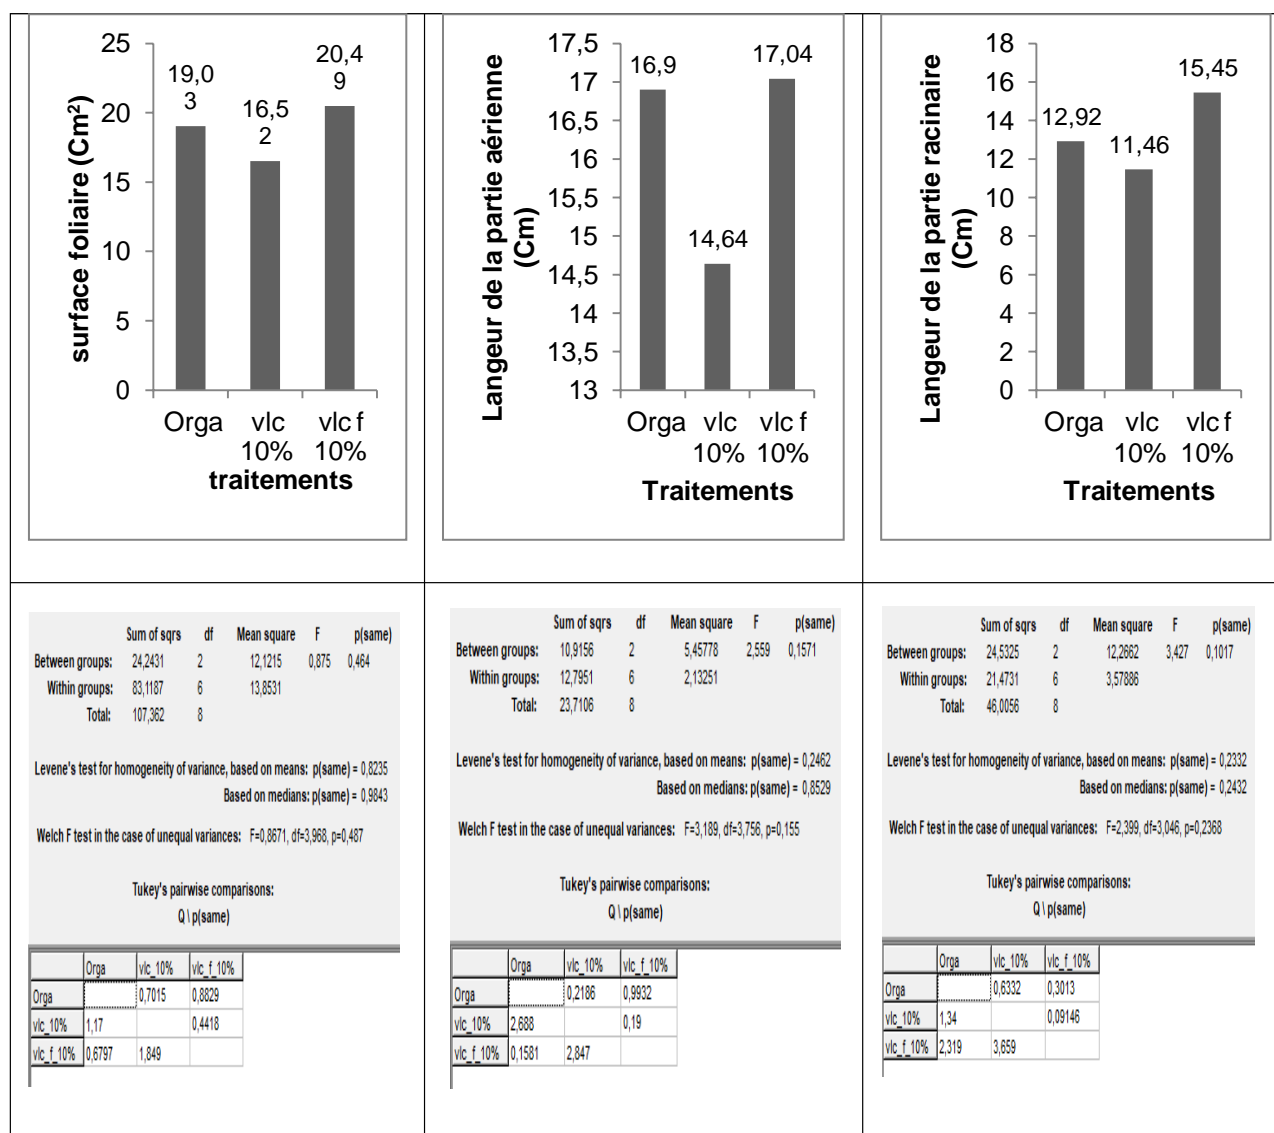 surface foliaire (Cm²)
25
20
15
10
5
0
19,0
3
16,5
2
20,4
9
Orga
vlc
10%
vlc f
10%
traitements
Langeur de la partie aérienne
(Cm)
17,5
17
16,5
16
15,5
15
14,5
14
13,5
13
16,9
14,64
17,04
Orga
vlc
10%
vlc f
10%
Traitements
Langeur de la partie racinaire
(Cm)
18
16
14
12
10
8
6
4
2
0
12,92
11,46
15,45
Orga
vlc
10%
vlc f
10%
Traitements
Sum of sqrs df Mean square F p(same)
Between groups: 24,2431 2 12,1215 0,875 0,464
Within groups: 83,1187 6 13,8531
Total: 107,362 8
Levene's test for homogeneity of variance, based on means: p(same) = 0,8235
Based on medians: p(same) = 0,9843
Welch F test in the case of unequal variances: F=0,8671, df=3,968, p=0,487
Tukey's pairwise comparisons:
Q \ p(same)
Orga vlc_10% vlc_f_10%
Orga 0,7015 0,8829
vlc_10% 1,17 0,4418
vlc_f_10% 0,6797 1,849
Sum of sqrs df Mean square F p(same)
Between groups: 10,9156 2 5,45778 2,559 0,1571
Within groups: 12,7951 6 2,13251
Total: 23,7106 8
Levene's test for homogeneity of variance, based on means: p(same) = 0,2462
Based on medians: p(same) = 0,8529
Welch F test in the case of unequal variances: F=3,189, df=3,756, p=0,155
Tukey's pairwise comparisons:
Q \ p(same)
Orga vlc_10% vlc_f_10%
Orga 0,2186 0,9932
vlc_10% 2,688 0,19
vlc_f_10% 0,1581 2,847
Sum of sqrs df Mean square F p(same)
Between groups: 24,5325 2 12,2662 3,427 0,1017
Within groups: 21,4731 6 3,57886
Total: 46,0056 8
Levene's test for homogeneity of variance, based on means: p(same) = 0,2332
Based on medians: p(same) = 0,2432
Welch F test in the case of unequal variances: F=2,399, df=3,046, p=0,2368
Tukey's pairwise comparisons:
Q \ p(same)
Orga vlc_10% vlc_f_10%
Orga 0,6332 0,3013
vlc_10% 1,34 0,09146
vlc_f_10% 2,319 3,659